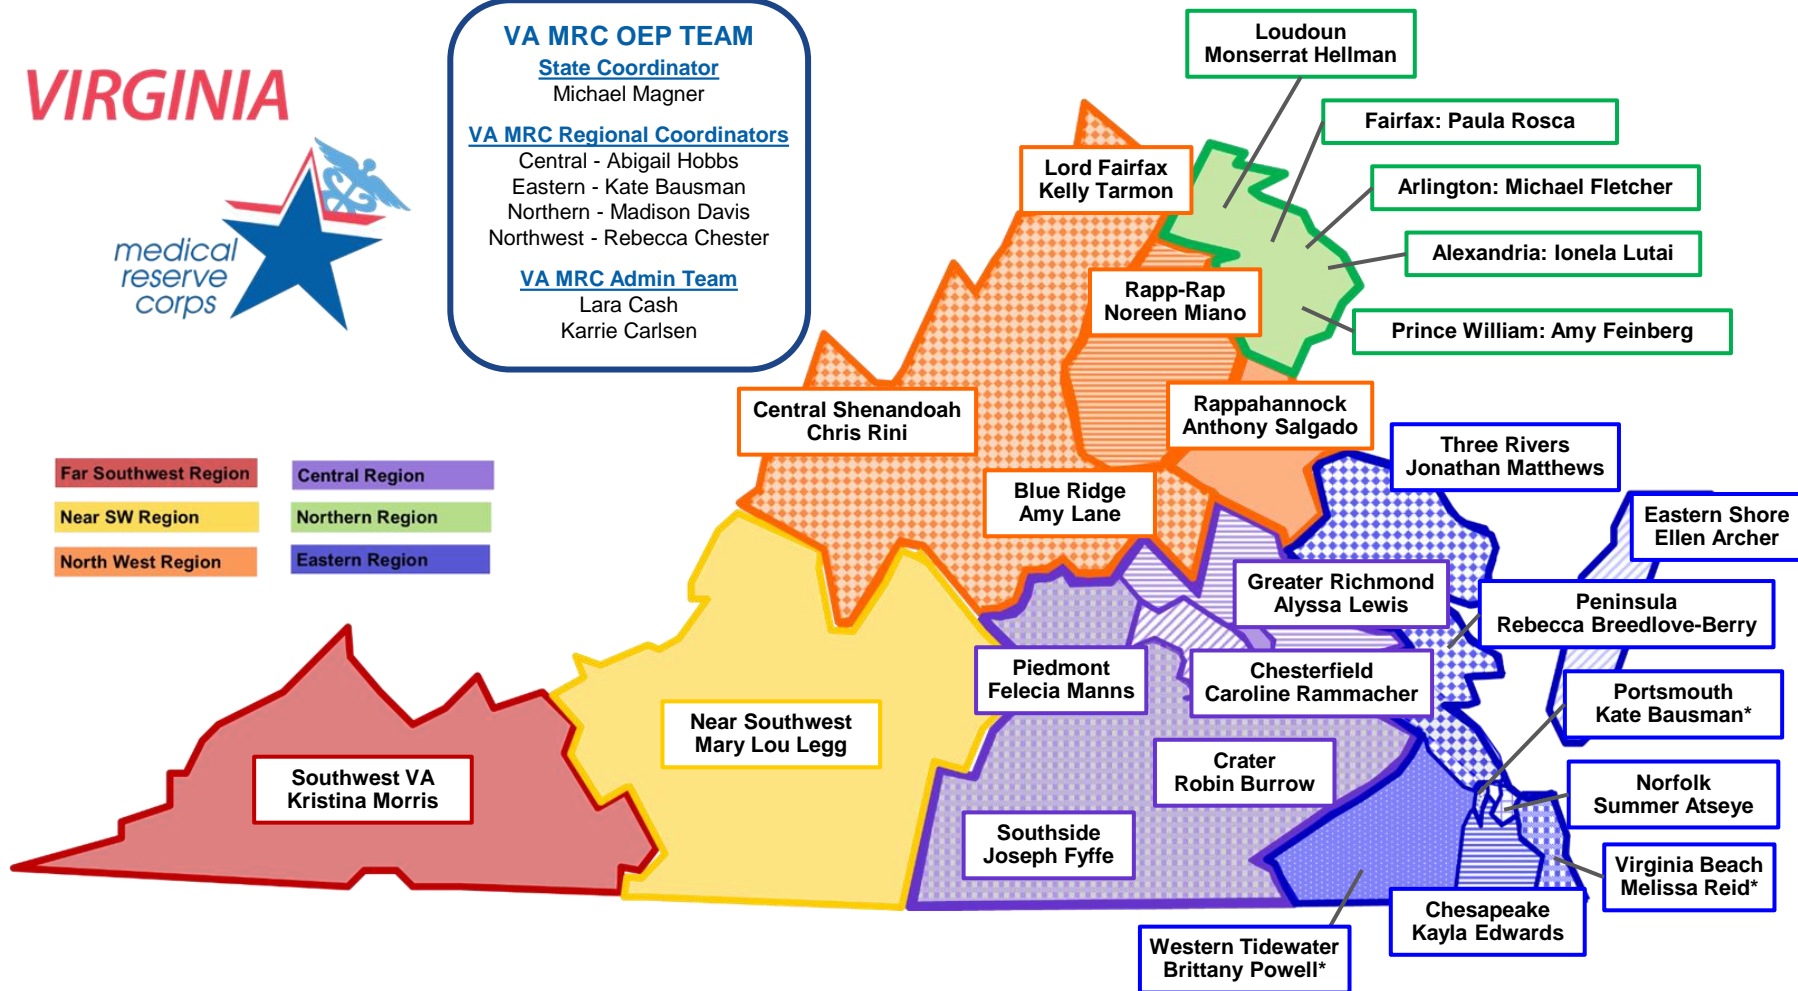 VIRGINIA
medical
reserve
corps
VA MRC OEP TEAM
State Coordinator
Michael Magner
VA MRC Regional Coordinators
Central - Abigail Hobbs
Eastern - Kate Bausman
Northern - Madison Davis
Northwest - Rebecca Chester
VA MRC Admin Team
Lara Cash
Karrie Carlsen
Loudoun
Monserrat Hellman
Fairfax: Paula Rosca
Arlington: Michael Fletcher
Alexandria: Ionela Lutai
Prince William: Amy Feinberg
Lord Fairfax
Kelly Tarmon
Rapp-Rap
Noreen Miano
Central Shenandoah
Chris Rini
Rappahannock
Anthony Salgado
Blue Ridge
Amy Lane
Three Rivers
Jonathan Matthews
Eastern Shore
Ellen Archer
Far Southwest Region
Central Region
Near SW Region
Northern Region
North West Region
Eastern Region
Greater Richmond
Alyssa Lewis
Peninsula
Rebecca Breedlove-Berry
Piedmont
Felecia Manns
Chesterfield
Caroline Rammacher
Portsmouth
Kate Bausman*
Near Southwest
Mary Lou Legg
Southwest VA
Kristina Morris
Crater
Robin Burrow
Norfolk
Summer Atseye
Southside
Joseph Fyffe
Virginia Beach
Melissa Reid*
Chesapeake
Kayla Edwards
Western Tidewater
Brittany Powell*